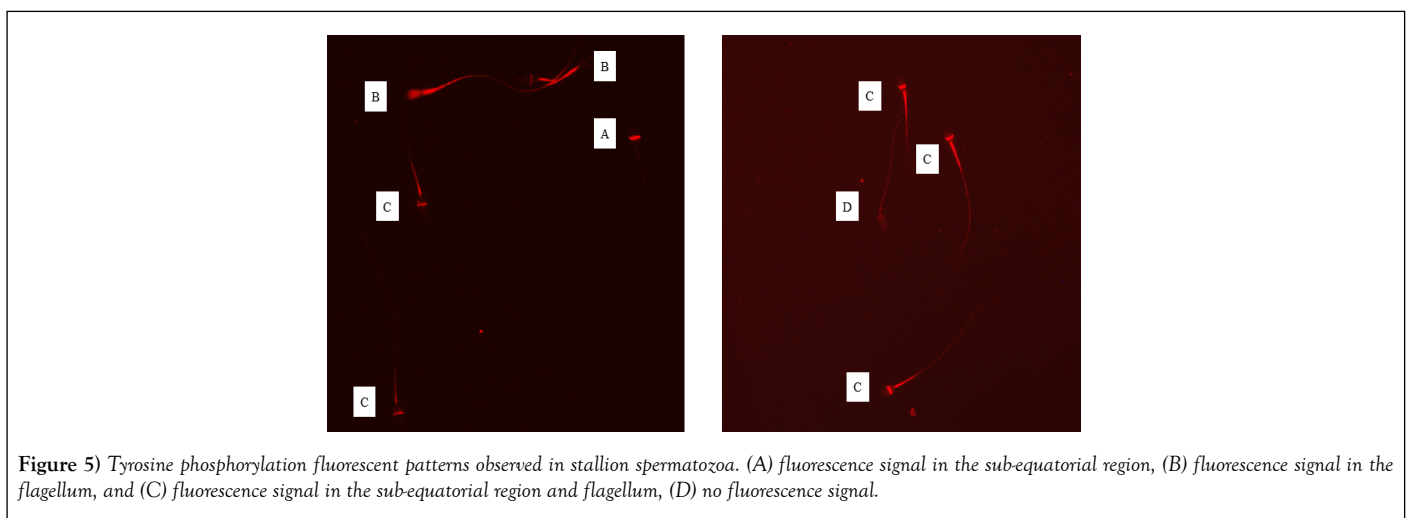 B
B
A
C
C
C
C
D
C
Figure 5) Tyrosine phosphorylation fluorescent patterns observed in stallion spermatozoa. (A) fluorescence signal in the sub-equatorial region, (B) fluorescence signal in the
flagellum, and (C) fluorescence signal in the sub-equatorial region and flagellum, (D) no fluorescence signal.